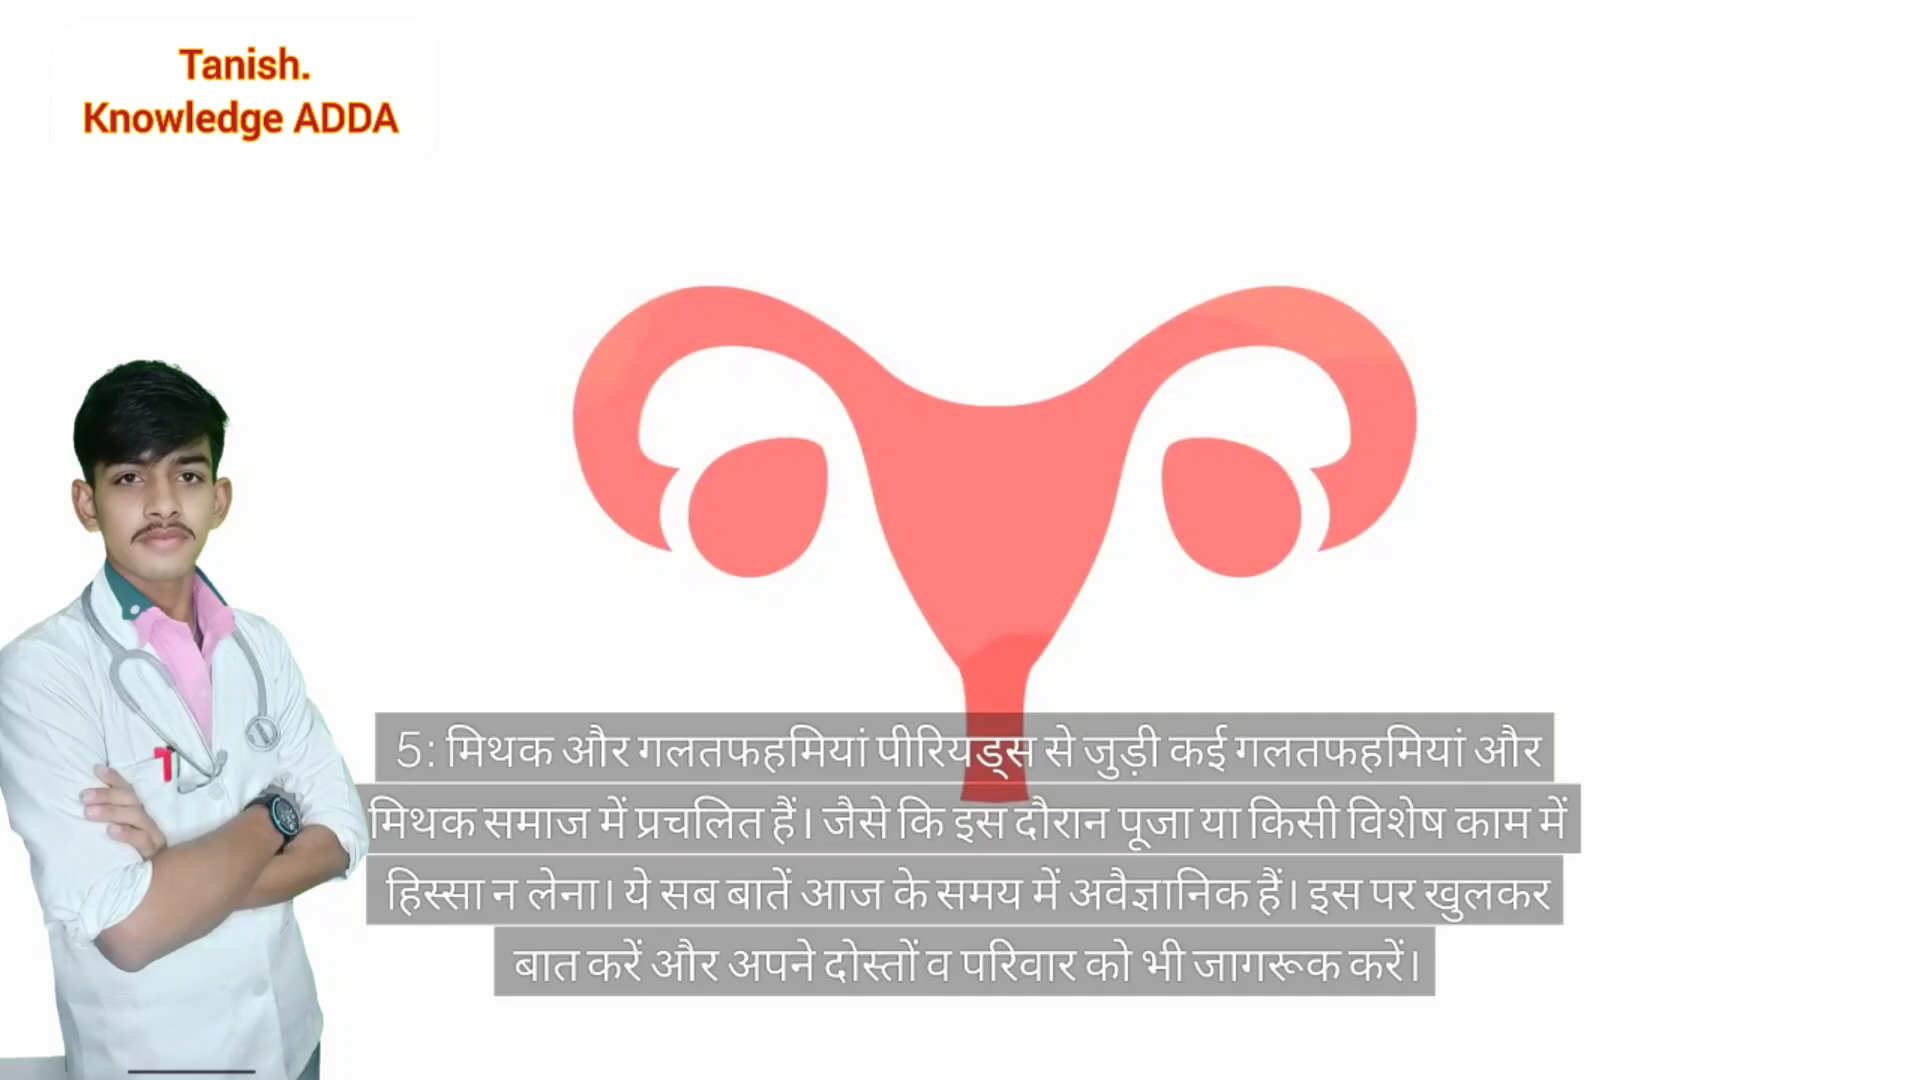 Tanish.
Knowledge ADDA
5: मिथक और गलतफहमियां पीरियड्स से जुड़ी कई गलतफहमियां और
मिथक समाज में प्रचलित हैं। जैसे कि इस दौरान पूजा या किसी विशेष काम में
हिस्सा न लेना। ये सब बातें आज के समय में अवैज्ञानिक हैं। इस पर खुलकर
बात करें और अपने दोस्तों व परिवार को भी जागरूक करें।